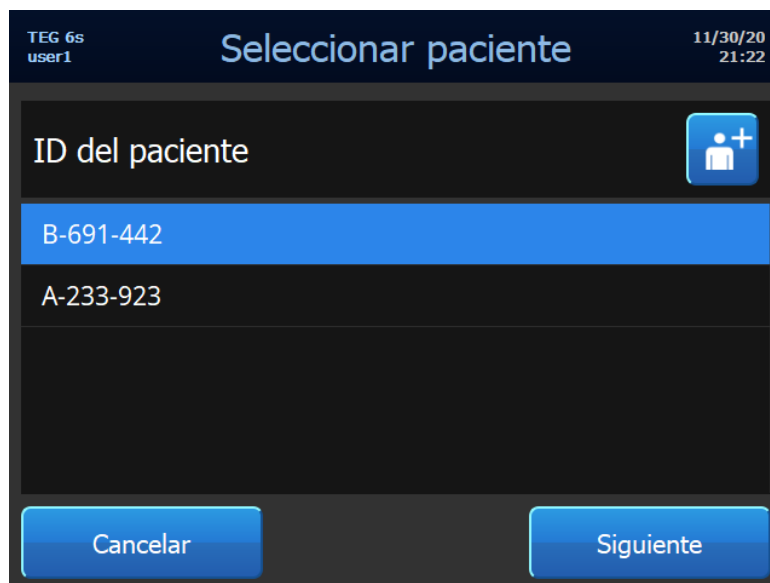 TEG 6s
user1
Seleccionar paciente
11/30/20
21:22
ID del paciente
B-691-442
A-233-923
Cancelar
Siguiente